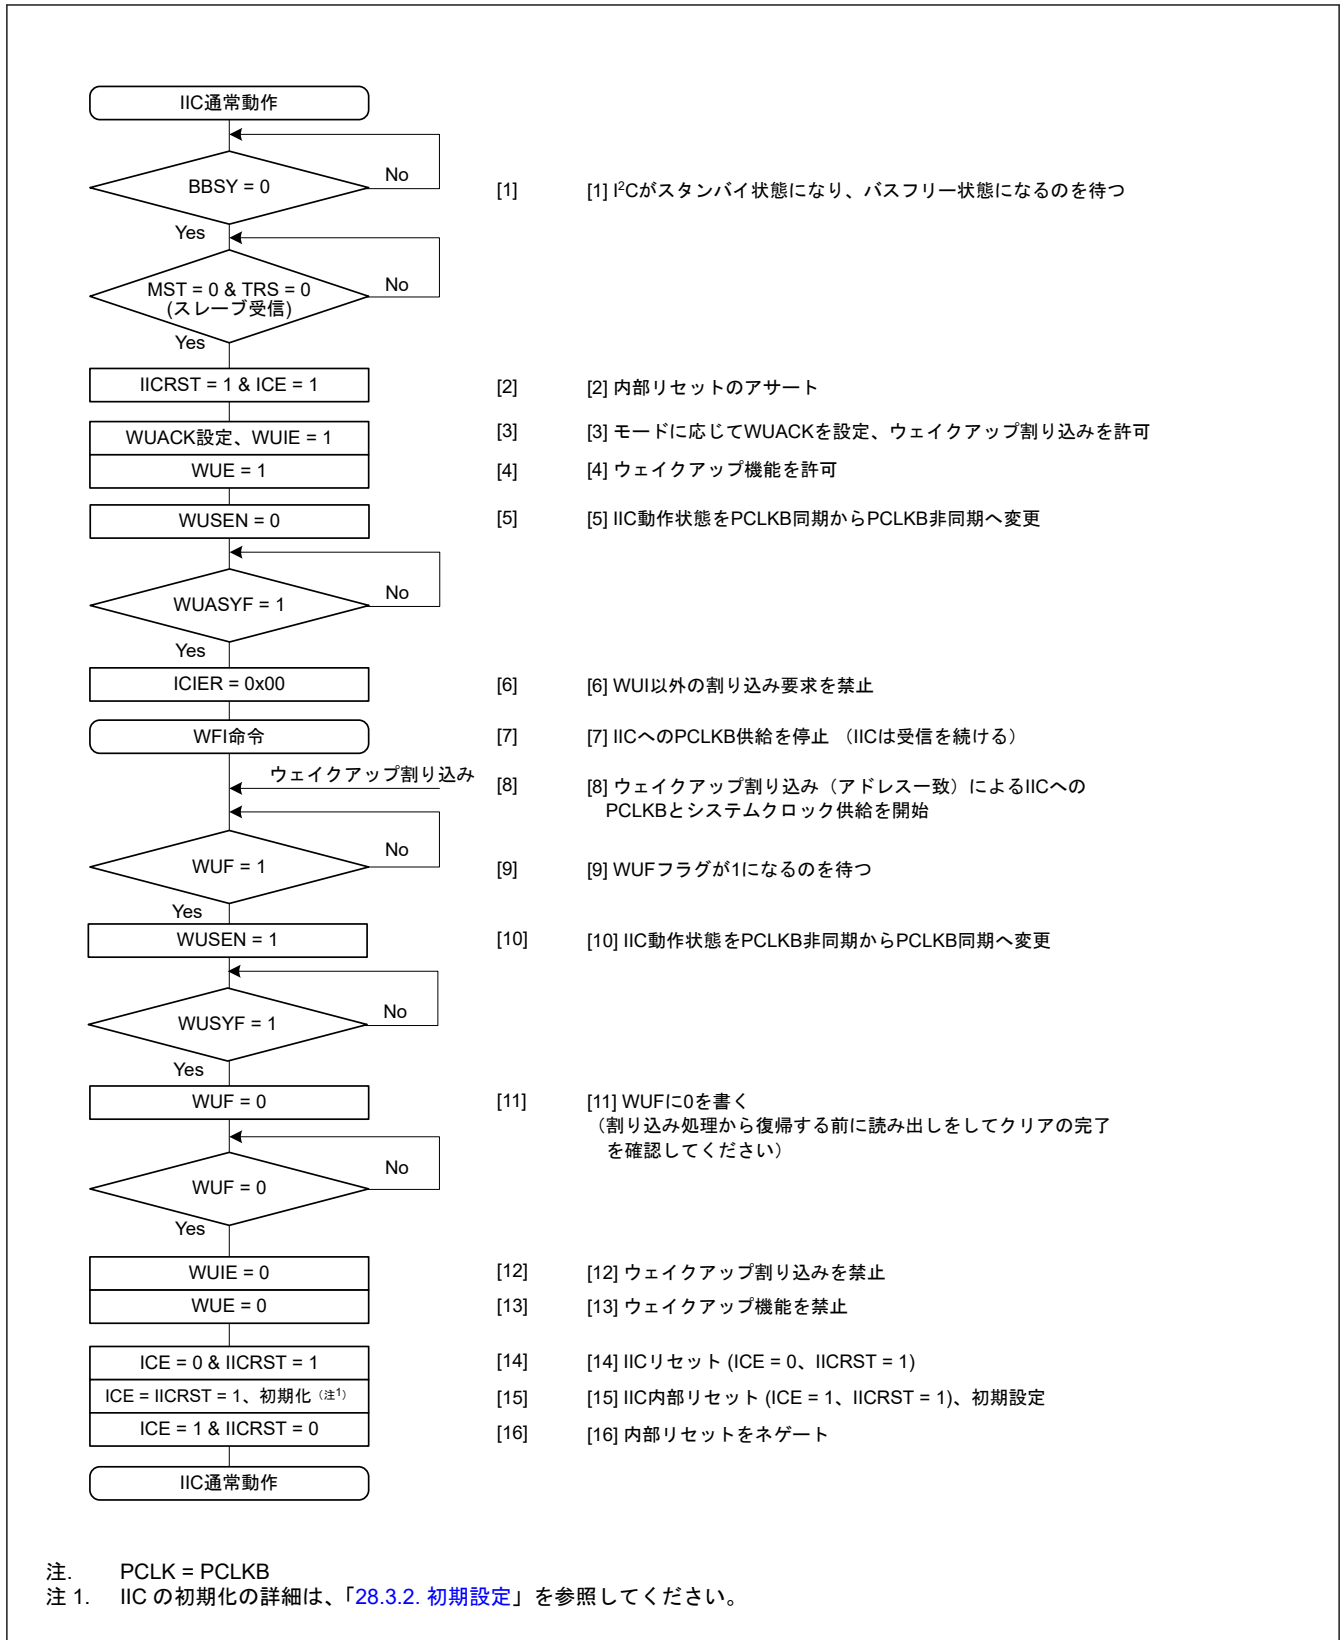 IIC通常動作
BBSY = 0
No
[1]
[1] I²Cがスタンバイ状態になり、バスフリー状態になるのを待つ
Yes
MST = 0 & TRS = 0
(スレーブ受信)
No
Yes
IICRST = 1 & ICE = 1
[2]
[2] 内部リセットのアサート
WUACK設定、WUIE = 1
[3]
[3] モードに応じてWUACKを設定、ウェイクアップ割り込みを許可
WUE = 1
[4]
[4] ウェイクアップ機能を許可
WUSEN = 0
[5]
[5] IIC動作状態をPCLKB同期からPCLKB非同期へ変更
WUASYF = 1
No
Yes
ICIER = 0x00
[6]
[6] WUI以外の割り込み要求を禁止
WFI命令
[7]
[7] IICへのPCLKB供給を停止 （IICは受信を続ける）
ウェイクアップ割り込み
[8]
[8] ウェイクアップ割り込み（アドレス一致）によるIICへの
PCLKBとシステムクロック供給を開始
WUF = 1
No
[9]
[9] WUFフラグが1になるのを待つ
Yes
WUSEN = 1
[10]
[10] IIC動作状態をPCLKB非同期からPCLKB同期へ変更
WUSYF = 1
No
Yes
WUF = 0
[11]
[11] WUFに0を書く
（割り込み処理から復帰する前に読み出しをしてクリアの完了
を確認してください）
WUF = 0
No
Yes
WUIE = 0
[12]
[12] ウェイクアップ割り込みを禁止
WUE = 0
[13]
[13] ウェイクアップ機能を禁止
ICE = 0 & IICRST = 1
[14]
[14] IICリセット (ICE = 0、IICRST = 1)
ICE = IICRST = 1、初期化（注1）
[15]
[15] IIC内部リセット (ICE = 1、IICRST = 1)、初期設定
ICE = 1 & IICRST = 0
[16]
[16] 内部リセットをネゲート
IIC通常動作
注. PCLK = PCLKB
注 1. IIC の初期化の詳細は、「28.3.2. 初期設定」を参照してください。